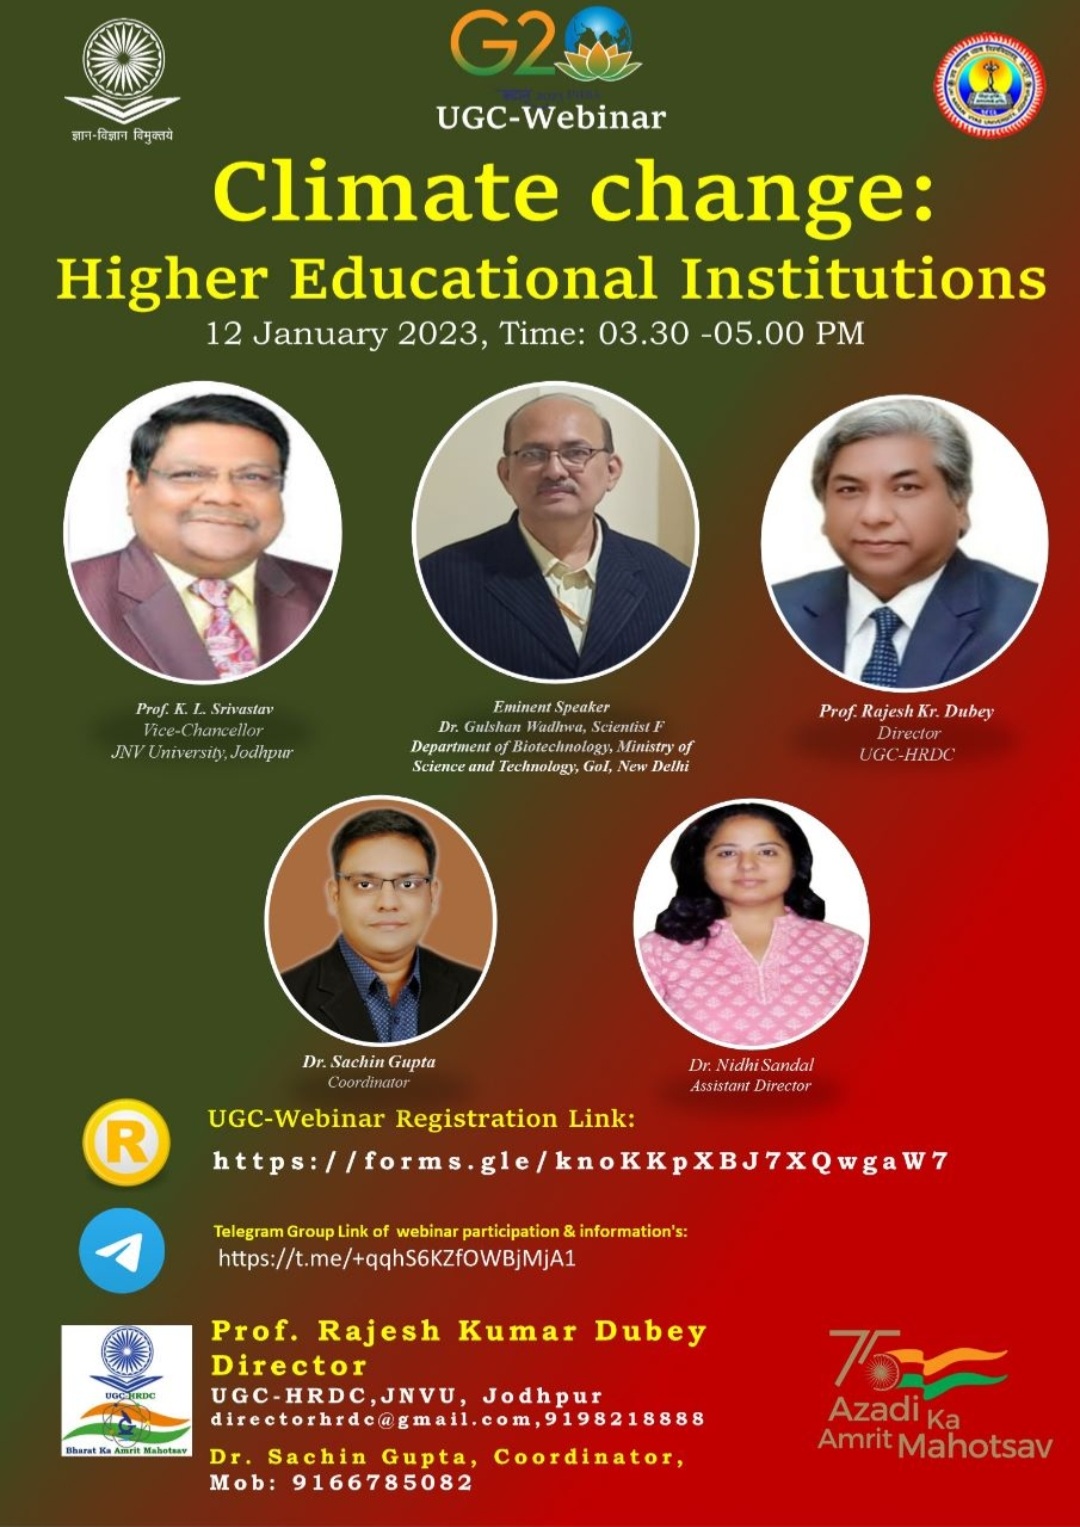 G20
ज्ञान-विज्ञान विमुक्तये
UGC-Webinar
Climate change:
Higher Educational Institutions
12 January 2023, Time: 03.30 -05.00 PM
Prof. K. L. Srivastav
Vice-Chancellor
JNV University, Jodhpur
Eminent Speaker
Dr. Gulshan Wadhwa, Scientist F
Department of Biotechnology, Ministry of
Science and Technology, GoI, New Delhi
Prof. Rajesh Kr. Dubey
Director
UGC-HRDC
Dr. Sachin Gupta
Coordinator
Dr. Nidhi Sandal
Assistant Director
R
UGC-Webinar Registration Link:
https://forms.gle/knoKKpXBJ7XQwgaW7
Telegram Group Link of webinar participation & information's:
https://t.me/+qqhS6KZfOWBjMjA1
UGC-HRDC
Bharat Ka Amrit Mahotsav
Prof. Rajesh Kumar Dubey
Director
UGC-HRDC,JNVU, Jodhpur
directorhrdc@gmail.com,9198218888
Dr. Sachin Gupta, Coordinator,
Mob: 9166785082
75
Azadi Ka
Amrit Mahotsav